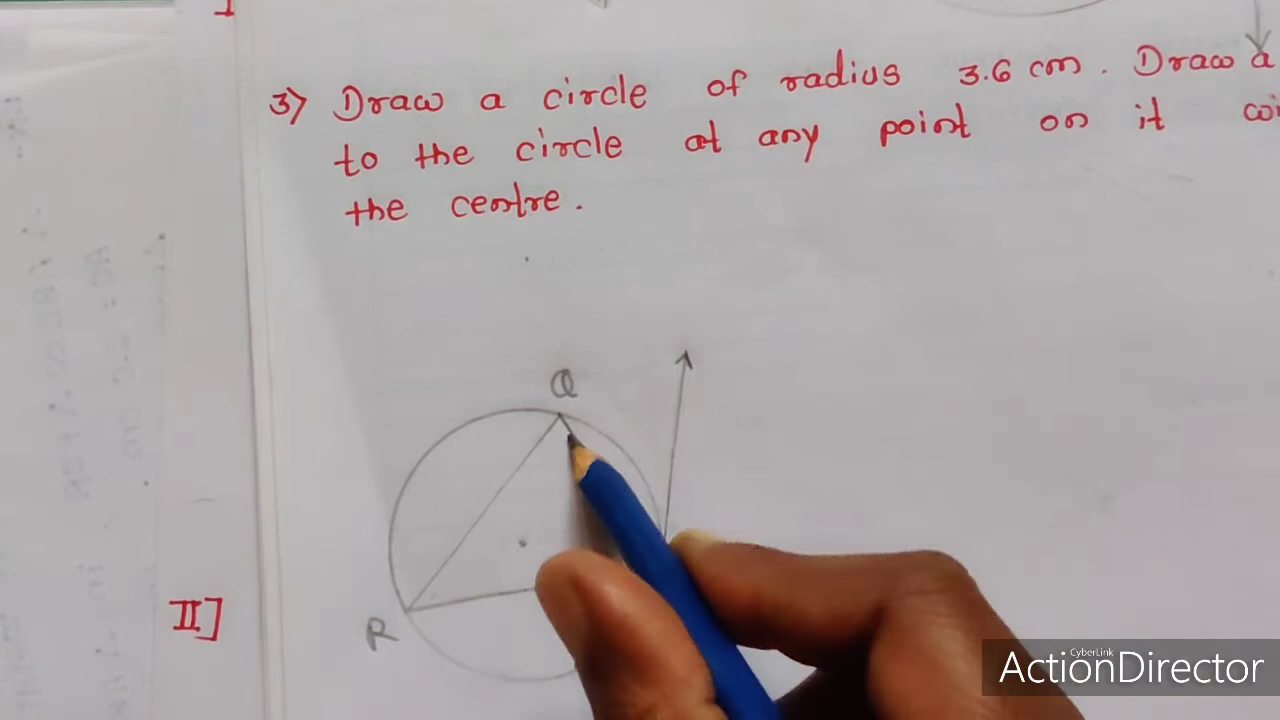 3) Draw a circle of radius 3.6 cm. Draw a
to the circle at any point on it
the centre.
Q
R
II]
CyberLink
ActionDirector